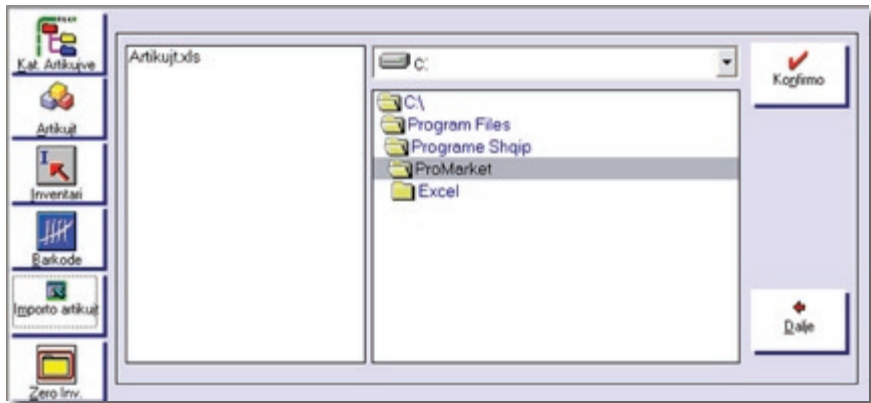 Kat. Artikujve
Artikujt
Inventari
Barkode
Importo artikujt
Zero Inv.
Artikujt.xls
C:
C:\
Program Files
Programe Shqip
ProMarket
Excel
Konfirmo
Dalje